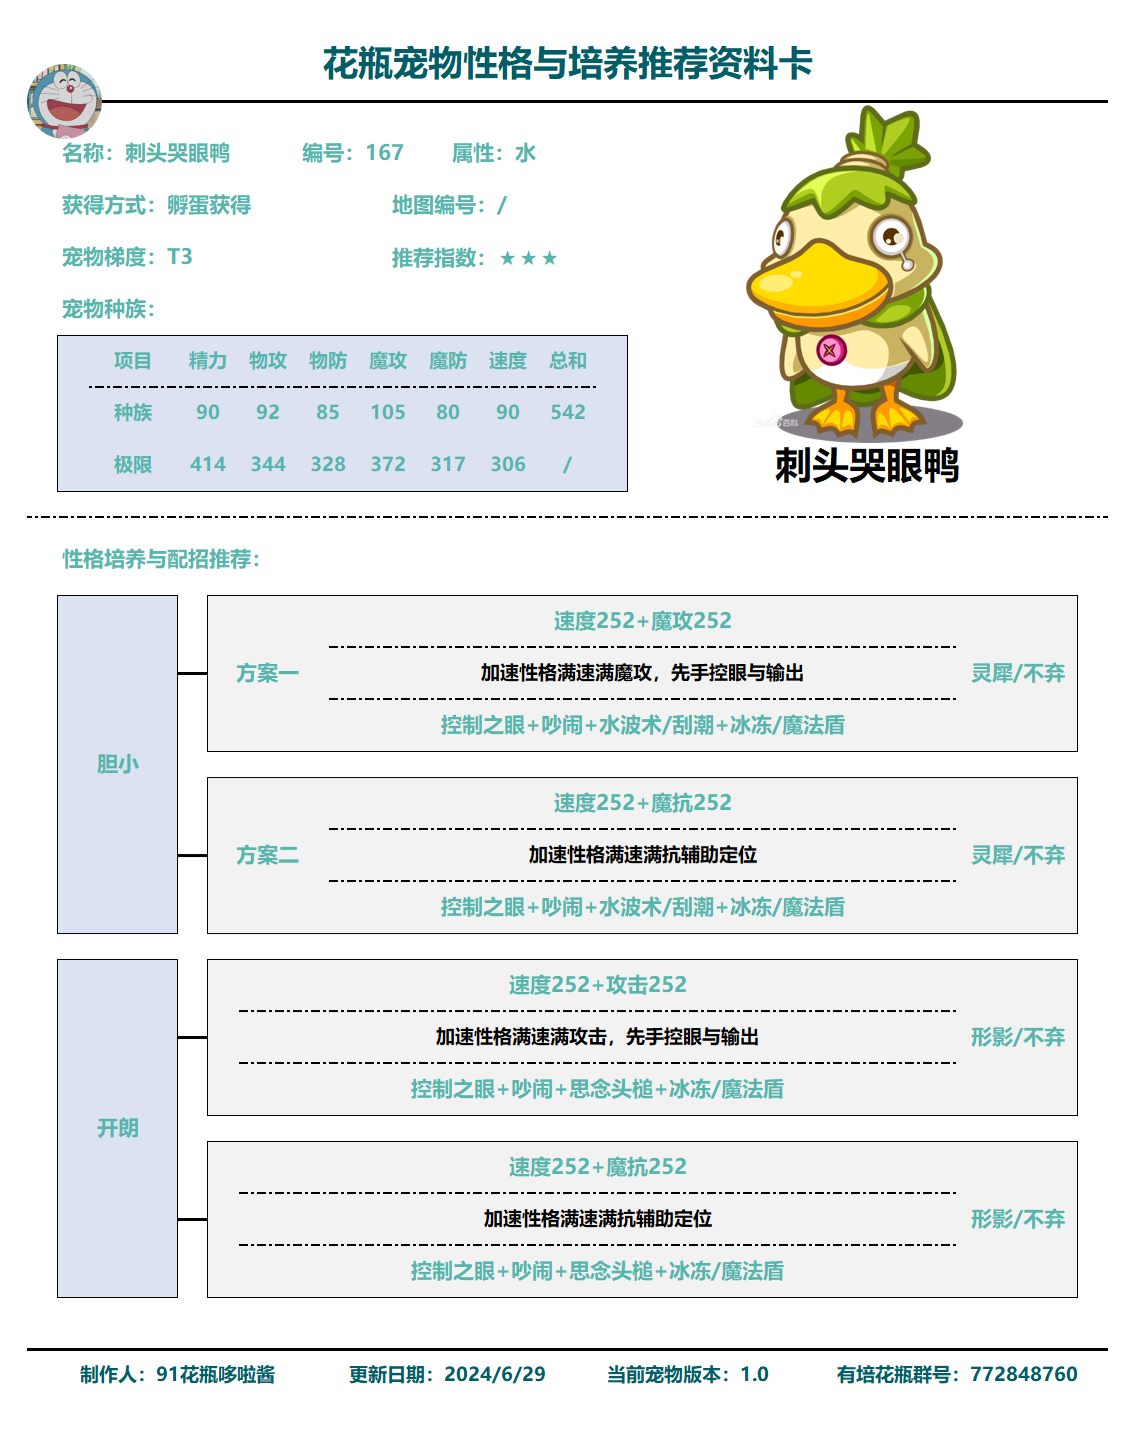 花瓶宠物性格与培养推荐资料卡
名称：刺头哭眼鸭 编号：167 属性：水
获得方式：孵蛋获得 地图编号：/
宠物梯度：T3 推荐指数：★★★
宠物种族：
项目 精力 物攻 物防 魔攻 魔防 速度 总和
种族 90 92 85 105 80 90 542
极限 414 344 328 372 317 306 /
百科
刺头哭眼鸭
性格培养与配招推荐：
胆小
方案一
速度252+魔攻252
加速性格满速满魔攻，先手控眼与输出
控制之眼+吵闹+水波术/刮潮+冰冻/魔法盾
灵犀/不弃
方案二
速度252+魔抗252
加速性格满速满抗辅助定位
控制之眼+吵闹+水波术/刮潮+冰冻/魔法盾
灵犀/不弃
开朗
速度252+攻击252
加速性格满速满攻击，先手控眼与输出
控制之眼+吵闹+思念头槌+冰冻/魔法盾
形影/不弃
速度252+魔抗252
加速性格满速满抗辅助定位
控制之眼+吵闹+思念头槌+冰冻/魔法盾
形影/不弃
制作人：91花瓶哆啦酱 更新日期：2024/6/29 当前宠物版本：1.0 有培花瓶群号：772848760